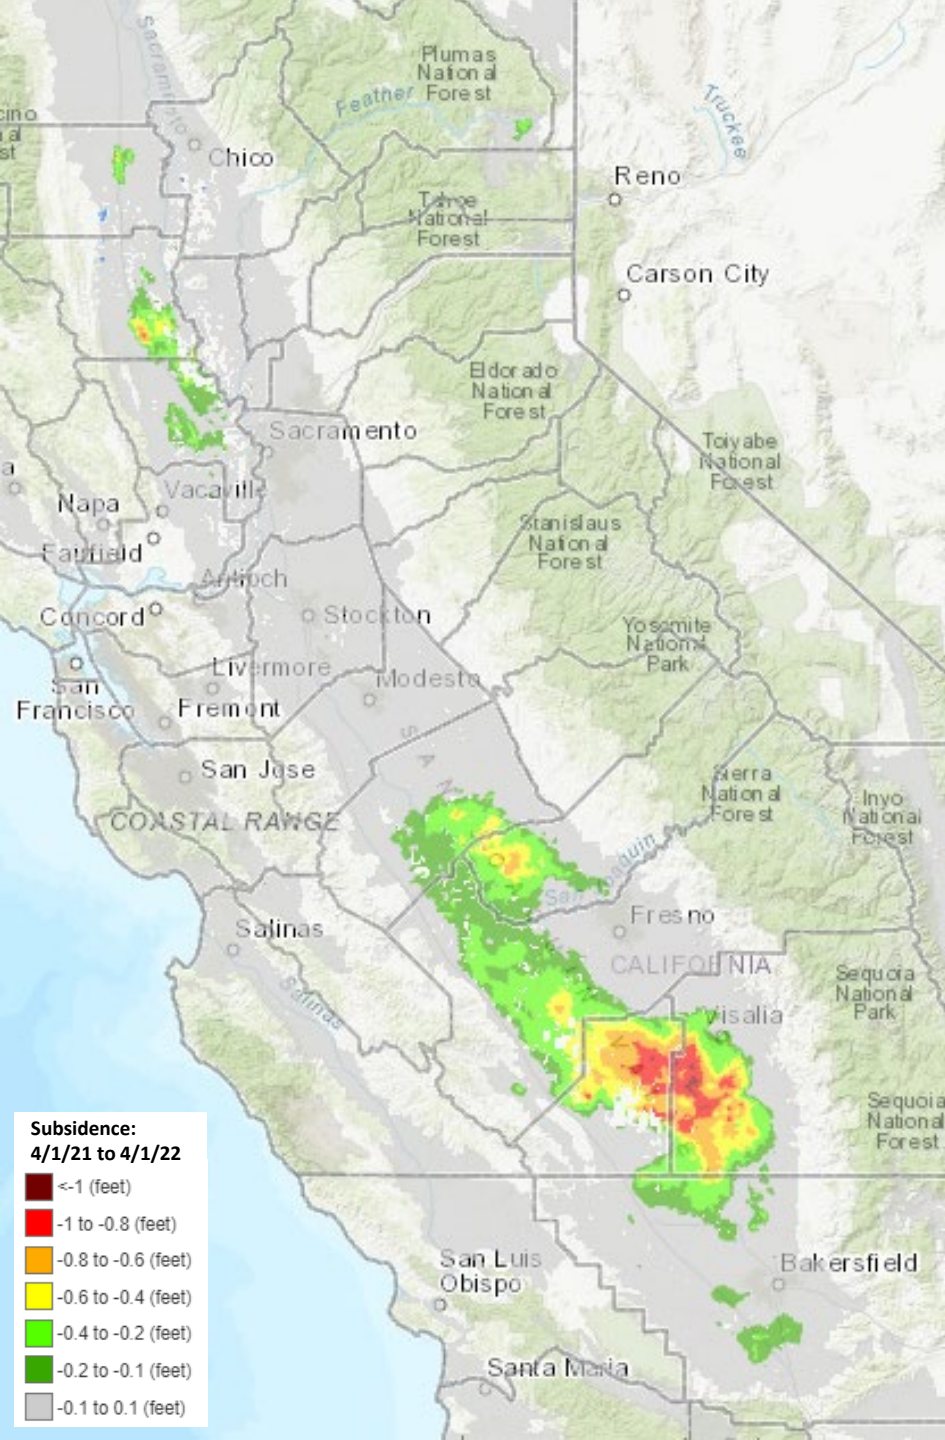 Sacramento
Plumas
National
Forest
Feather
Truckee
Chico
Reno
Tahoe
National
Forest
Carson City
Eldorado
National
Forest
Sacramento
Toiyabe
National
Forest
a
Napa
Vacaville
Stanislaus
National
Forest
Fairfield
Antioch
Concord
Stockton
Yosemite
National
Park
Livermore
Modesto
San
Francisco
Fremont
San Jose
S A N
Sierra
National
Forest
Inyo
National
Forest
COASTAL RANGE
San Joaquin
Salinas
Fresno
CALIFORNIA
Sequoia
National
Park
Salinas
Visalia
Sequoia
National
Forest
Subsidence:
4/1/21 to 4/1/22
<-1 (feet)
-1 to -0.8 (feet)
-0.8 to -0.6 (feet)
-0.6 to -0.4 (feet)
-0.4 to -0.2 (feet)
-0.2 to -0.1 (feet)
-0.1 to 0.1 (feet)
San Luis
Obispo
Bakersfield
Santa Maria